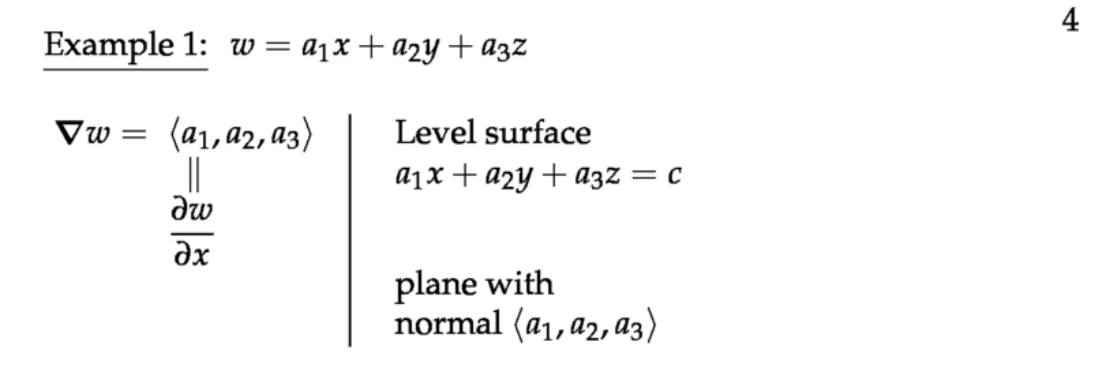 4
Example 1: w = a₁x + a₂y + a₃z
∇w = ⟨a₁, a₂, a₃⟩
||
∂w
∂x
Level surface
a₁x + a₂y + a₃z = c
plane with
normal ⟨a₁, a₂, a₃⟩